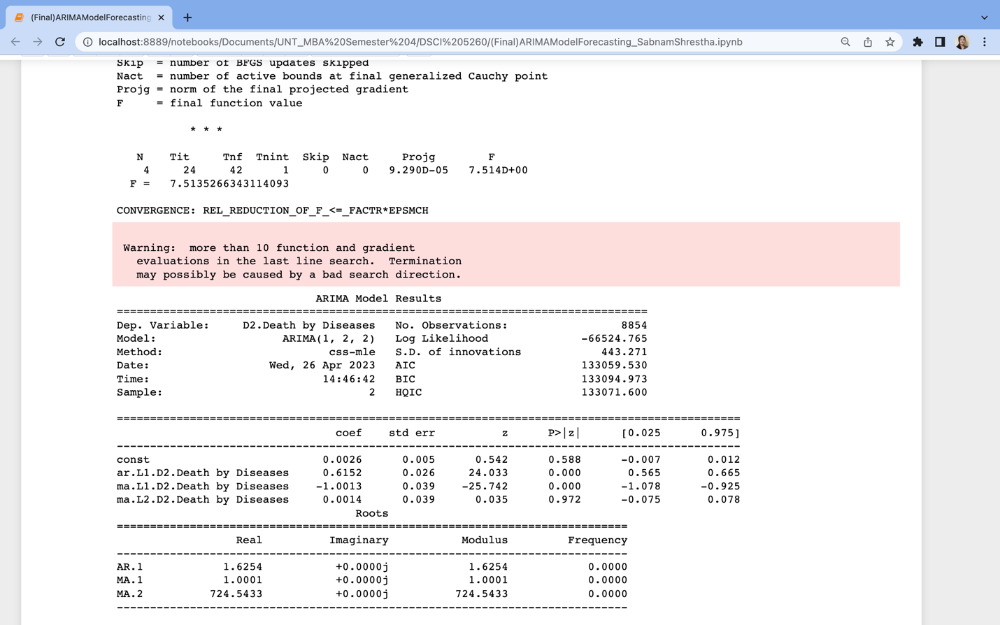 (Final)ARIMAModelForecasting
localhost:8889/notebooks/Documents/UNT_MBA%20Semester%204/DSCI%205260/(Final)ARIMAModelForecasting_SabnamShrestha.ipynb
Skip = number of BFGS updates skipped
Nact = number of active bounds at final generalized Cauchy point
Projg = norm of the final projected gradient
F = final function value
* * *
N Tit Tnf Tnint Skip Nact Projg F
4 24 42 1 0 0 9.290D-05 7.514D+00
F = 7.5135266343114093
CONVERGENCE: REL_REDUCTION_OF_F_<=_FACTR*EPSMCH
Warning: more than 10 function and gradient
evaluations in the last line search. Termination
may possibly be caused by a bad search direction.
ARIMA Model Results
================================================================================
Dep. Variable: D2.Death by Diseases No. Observations: 8854
Model: ARIMA(1, 2, 2) Log Likelihood -66524.765
Method: css-mle S.D. of innovations 443.271
Date: Wed, 26 Apr 2023 AIC 133059.530
Time: 14:46:42 BIC 133094.973
Sample: 2 HQIC 133071.600
==============================================================================================
coef std err z P>|z| [0.025 0.975]
----------------------------------------------------------------------------------------------
const 0.0026 0.005 0.542 0.588 -0.007 0.012
ar.L1.D2.Death by Diseases 0.6152 0.026 24.033 0.000 0.565 0.665
ma.L1.D2.Death by Diseases -1.0013 0.039 -25.742 0.000 -1.078 -0.925
ma.L2.D2.Death by Diseases 0.0014 0.039 0.035 0.972 -0.075 0.078
Roots
=============================================================================
Real Imaginary Modulus Frequency
-----------------------------------------------------------------------------
AR.1 1.6254 +0.0000j 1.6254 0.0000
MA.1 1.0001 +0.0000j 1.0001 0.0000
MA.2 724.5433 +0.0000j 724.5433 0.0000
-----------------------------------------------------------------------------